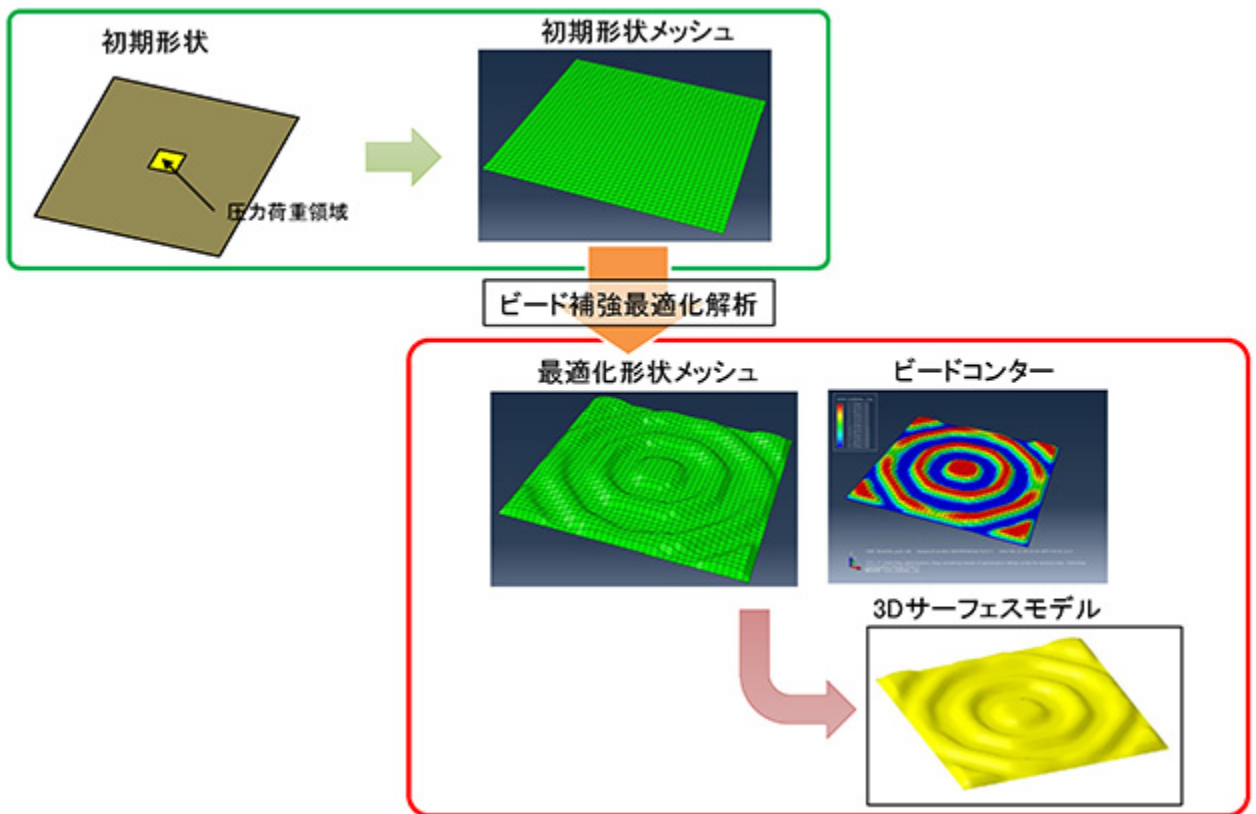 初期形状
初期形状メッシュ
圧力荷重領域
ビード補強最適化解析
最適化形状メッシュ
ビードコンター
3Dサーフェスモデル